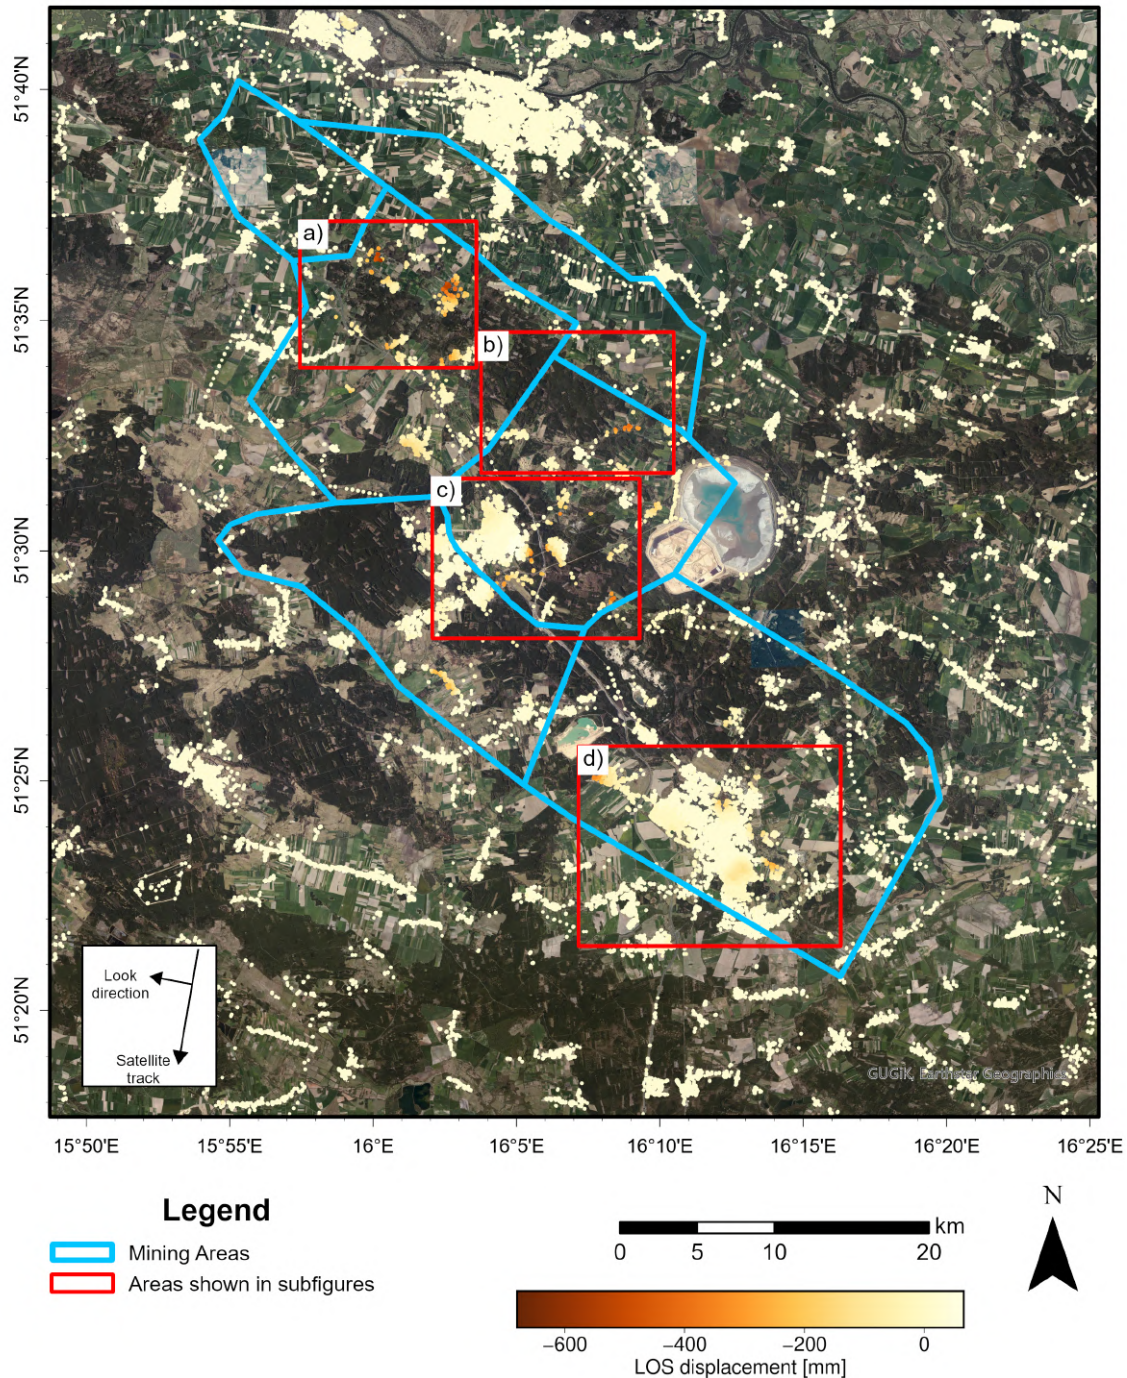 51°40'N
51°35'N
51°30'N
51°25'N
51°20'N
a)
b)
c)
d)
Look
direction
Satellite
track
GUGiK, Earthstar Geographics
15°50'E
15°55'E
16°E
16°5'E
16°10'E
16°15'E
16°20'E
16°25'E
Legend
Mining Areas
Areas shown in subfigures
km
0
5
10
20
N
−600
−400
−200
0
LOS displacement [mm]